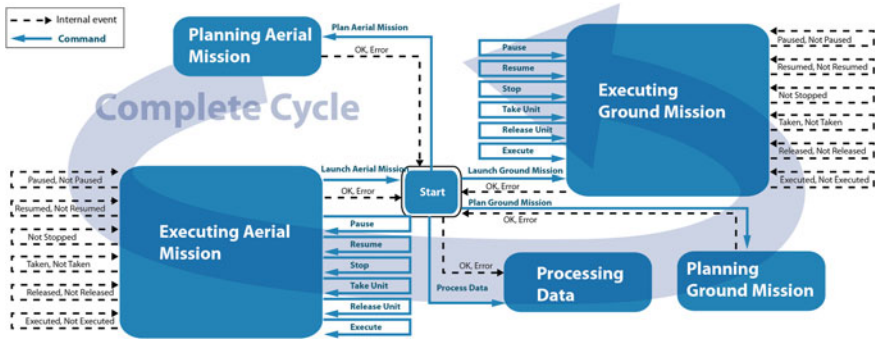 Internal event
Command
Planning Aerial
Mission
Plan Aerial Mission
OK, Error
Complete Cycle
Pause
Resume
Stop
Take Unit
Release Unit
Execute
Executing
Ground Mission
Paused, Not Paused
Resumed, Not Resumed
Not Stopped
Taken, Not Taken
Released, Not Released
Executed, Not Executed
Paused, Not Paused
Resumed, Not Resumed
Not Stopped
Taken, Not Taken
Released, Not Released
Executed, Not Executed
Executing Aerial
Mission
Launch Aerial Mission
OK, Error
Start
Launch Ground Mission
OK, Error
Plan Ground Mission
OK, Error
Pause
Resume
Stop
Take Unit
Release Unit
Execute
OK, Error
Process Data
Processing
Data
Planning
Ground Mission